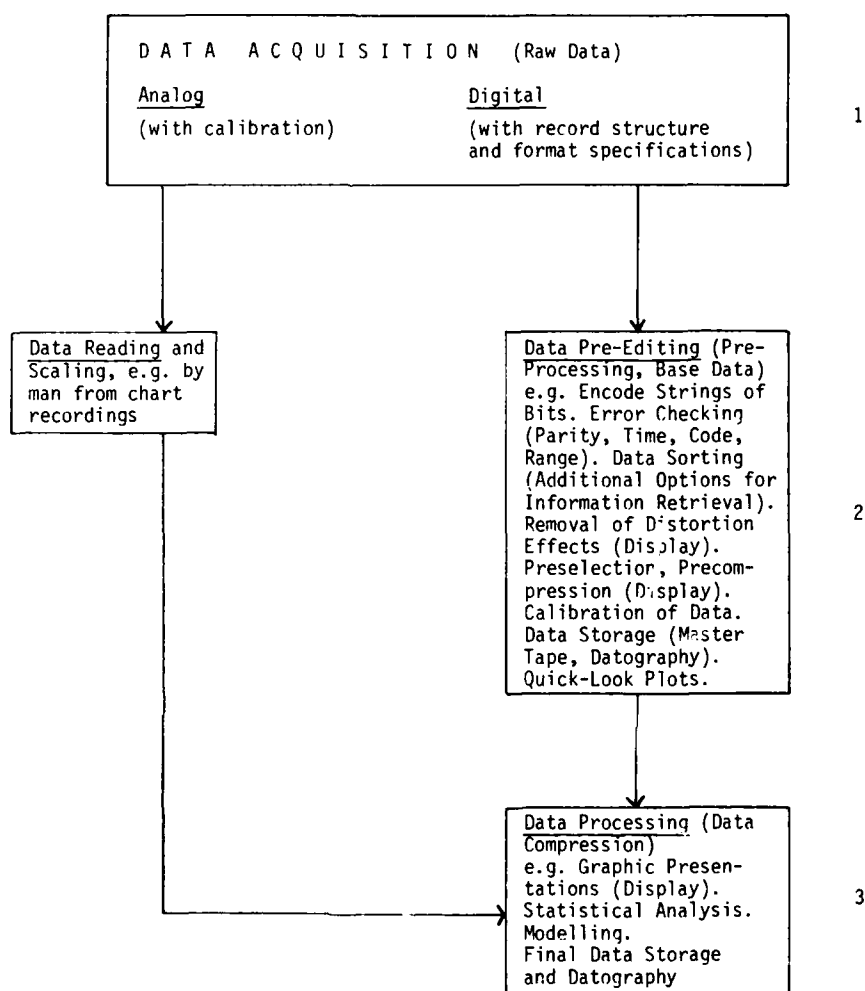 D A T A  A C Q U I S I T I O N (Raw Data)
Analog
(with calibration)
Digital
(with record structure
and format specifications)
1
Data Reading and
Scaling, e.g. by
man from chart
recordings
Data Pre-Editing (Pre-
Processing, Base Data)
e.g. Encode Strings of
Bits. Error Checking
(Parity, Time, Code,
Range). Data Sorting
(Additional Options for
Information Retrieval).
Removal of Distortion
Effects (Display).
Preselection, Precom-
pression (Display).
Calibration of Data.
Data Storage (Master
Tape, Datography).
Quick-Look Plots.
2
Data Processing (Data
Compression)
e.g. Graphic Presen-
tations (Display).
Statistical Analysis.
Modelling.
Final Data Storage
and Datography
3